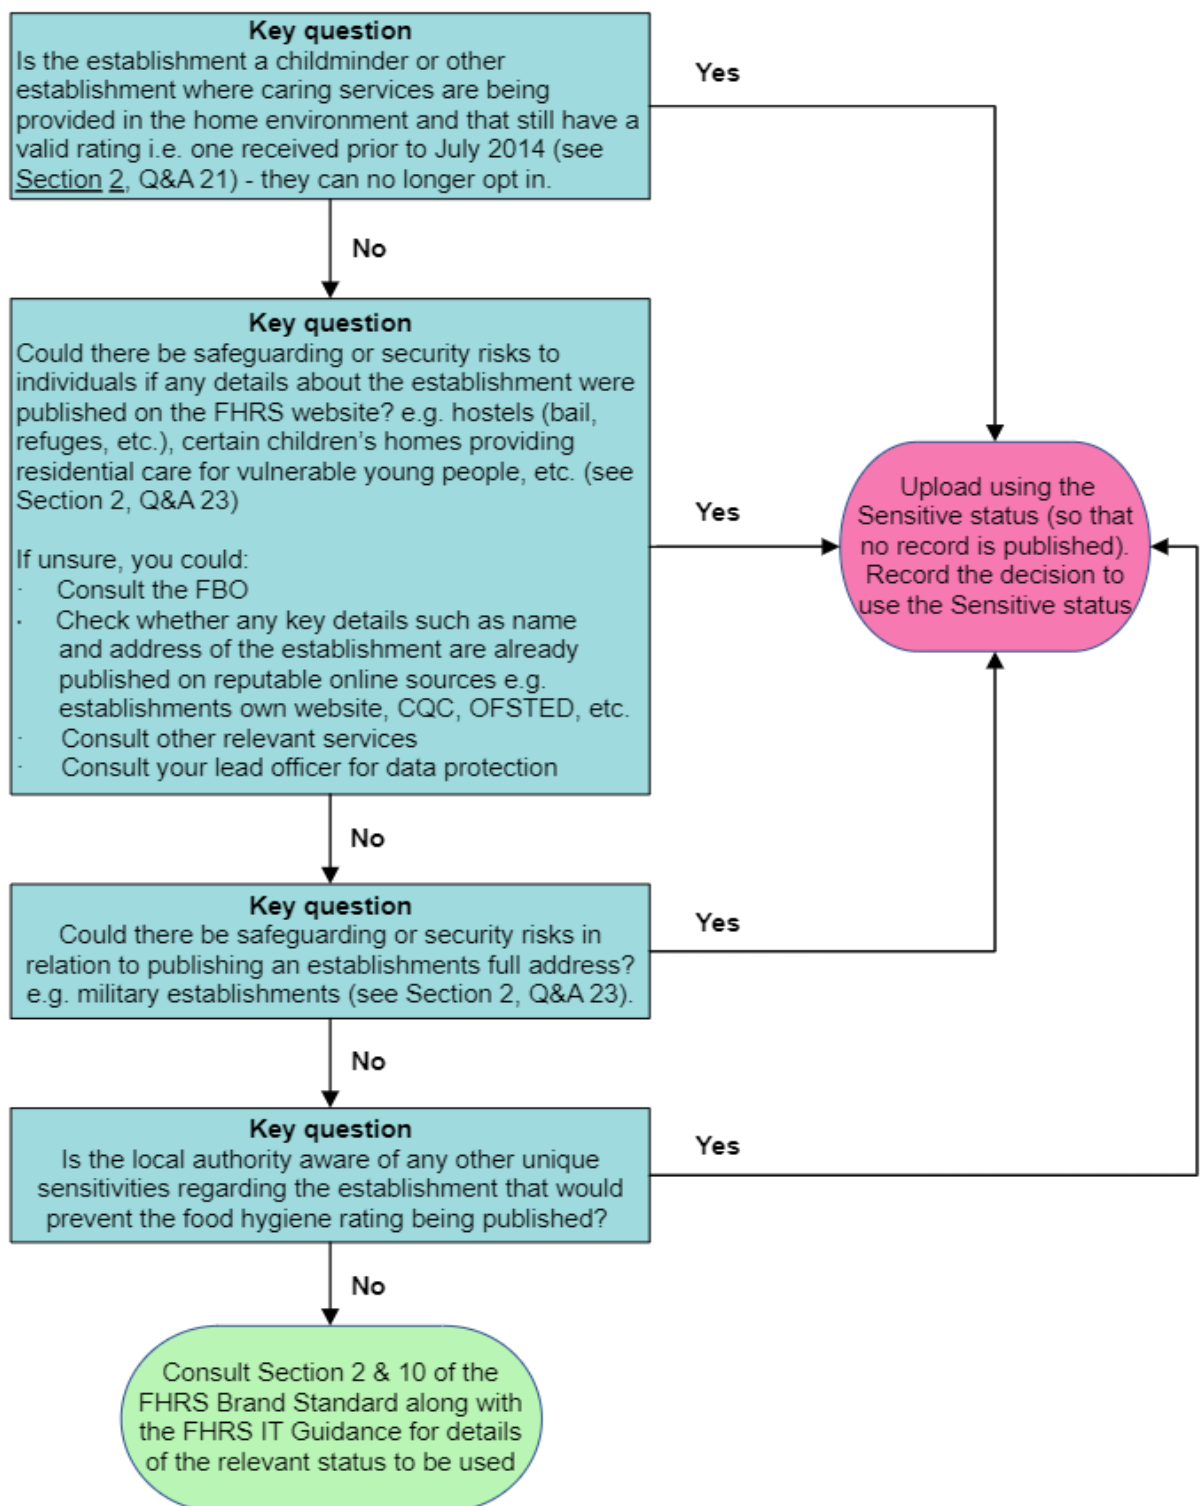 Key question
Is the establishment a childminder or other
establishment where caring services are being
provided in the home environment and that still have a
valid rating i.e. one received prior to July 2014 (see
Section 2, Q&A 21) - they can no longer opt in.
Yes
No
Key question
Could there be safeguarding or security risks to
individuals if any details about the establishment were
published on the FHRS website? e.g. hostels (bail,
refuges, etc.), certain children's homes providing
residential care for vulnerable young people, etc. (see
Section 2, Q&A 23)
If unsure, you could:
· Consult the FBO
· Check whether any key details such as name
and address of the establishment are already
published on reputable online sources e.g.
establishments own website, CQC, OFSTED, etc.
· Consult other relevant services
· Consult your lead officer for data protection
Yes
Upload using the
Sensitive status (so that
no record is published).
Record the decision to
use the Sensitive status
No
Key question
Could there be safeguarding or security risks in
relation to publishing an establishments full address?
e.g. military establishments (see Section 2, Q&A 23).
Yes
No
Key question
Is the local authority aware of any other unique
sensitivities regarding the establishment that would
prevent the food hygiene rating being published?
Yes
No
Consult Section 2 & 10 of the
FHRS Brand Standard along with
the FHRS IT Guidance for details
of the relevant status to be used